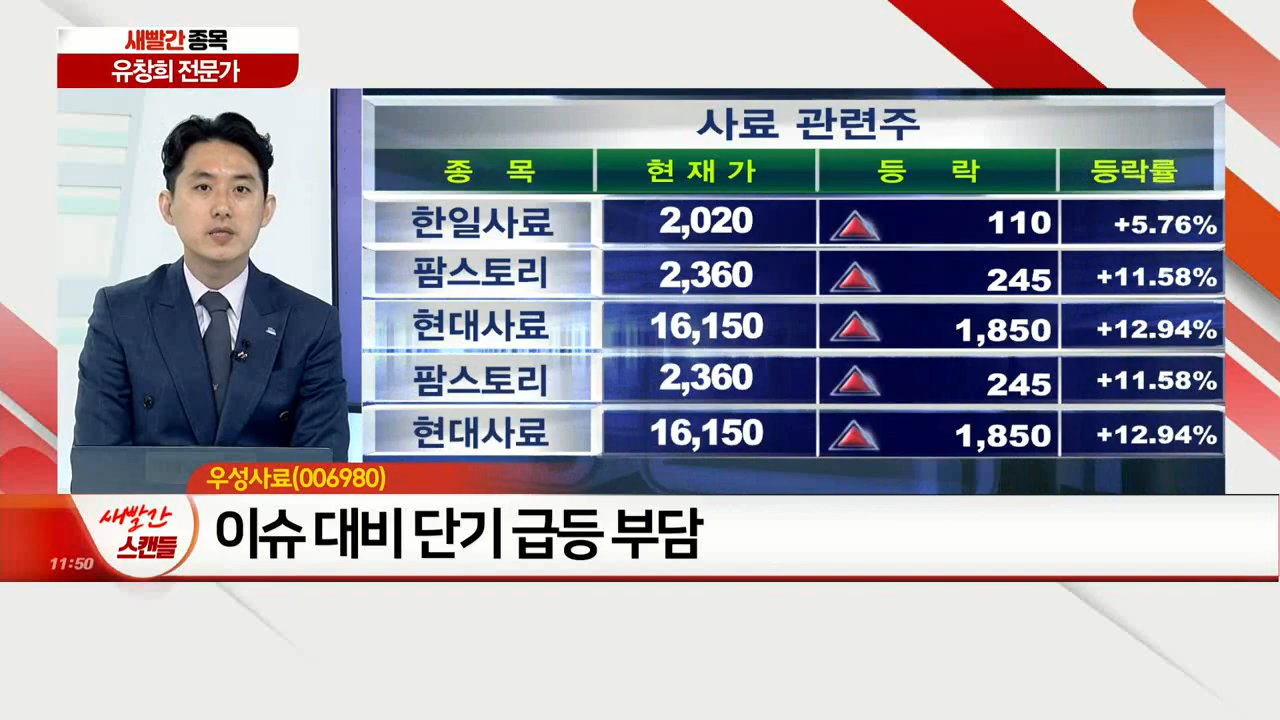 새빨간 종목
유창희 전문가
사료 관련주
종 목 현재가 등 락 등락률
한일사료 2,020 110 +5.76%
팜스토리 2,360 245 +11.58%
현대사료 16,150 1,850 +12.94%
팜스토리 2,360 245 +11.58%
현대사료 16,150 1,850 +12.94%
우성사료(006980)
새빨간
스캔들
이슈 대비 단기 급등 부담
11:50